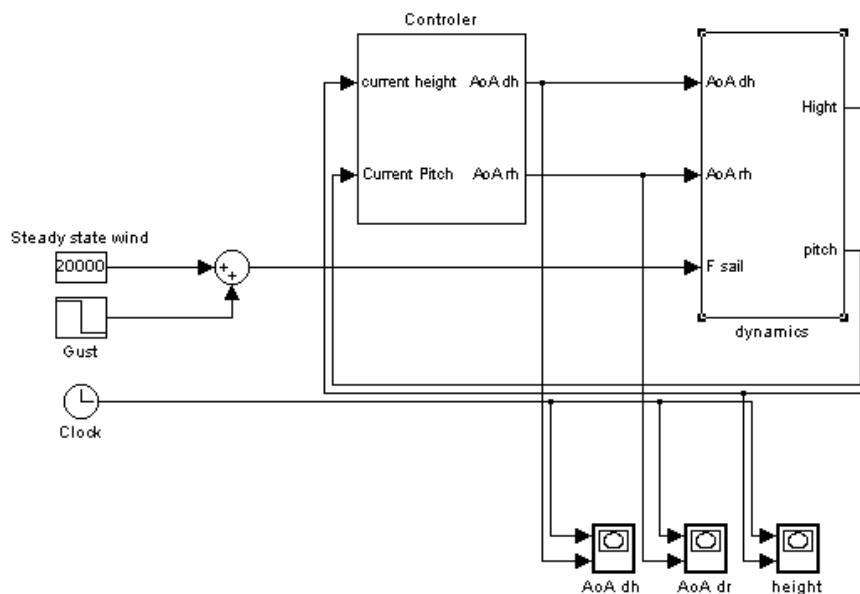 Controler
current height
AoA dh
AoA dh
Hight
Current Pitch
AoA rh
AoA rh
Steady state wind
pitch
20000
F sail
dynamics
Gust
Clock
AoA dh
AoA dr
height